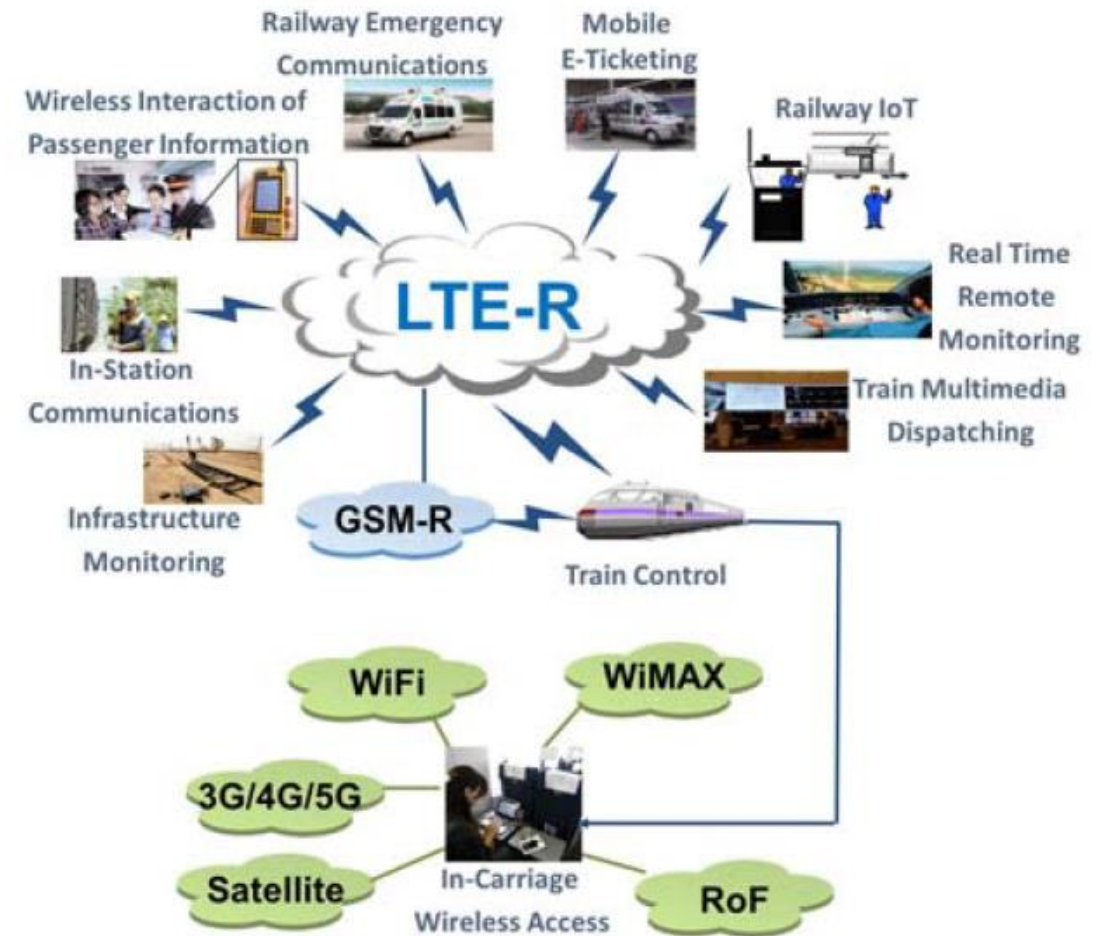 Railway Emergency
Communications
Mobile
E-Ticketing
Wireless Interaction of
Passenger Information
Railway IoT
LTE-R
Real Time
Remote
Monitoring
In-Station
Communications
Train Multimedia
Dispatching
Infrastructure
Monitoring
GSM-R
Train Control
WiFi
WiMAX
3G/4G/5G
Satellite
In-Carriage
Wireless Access
RoF